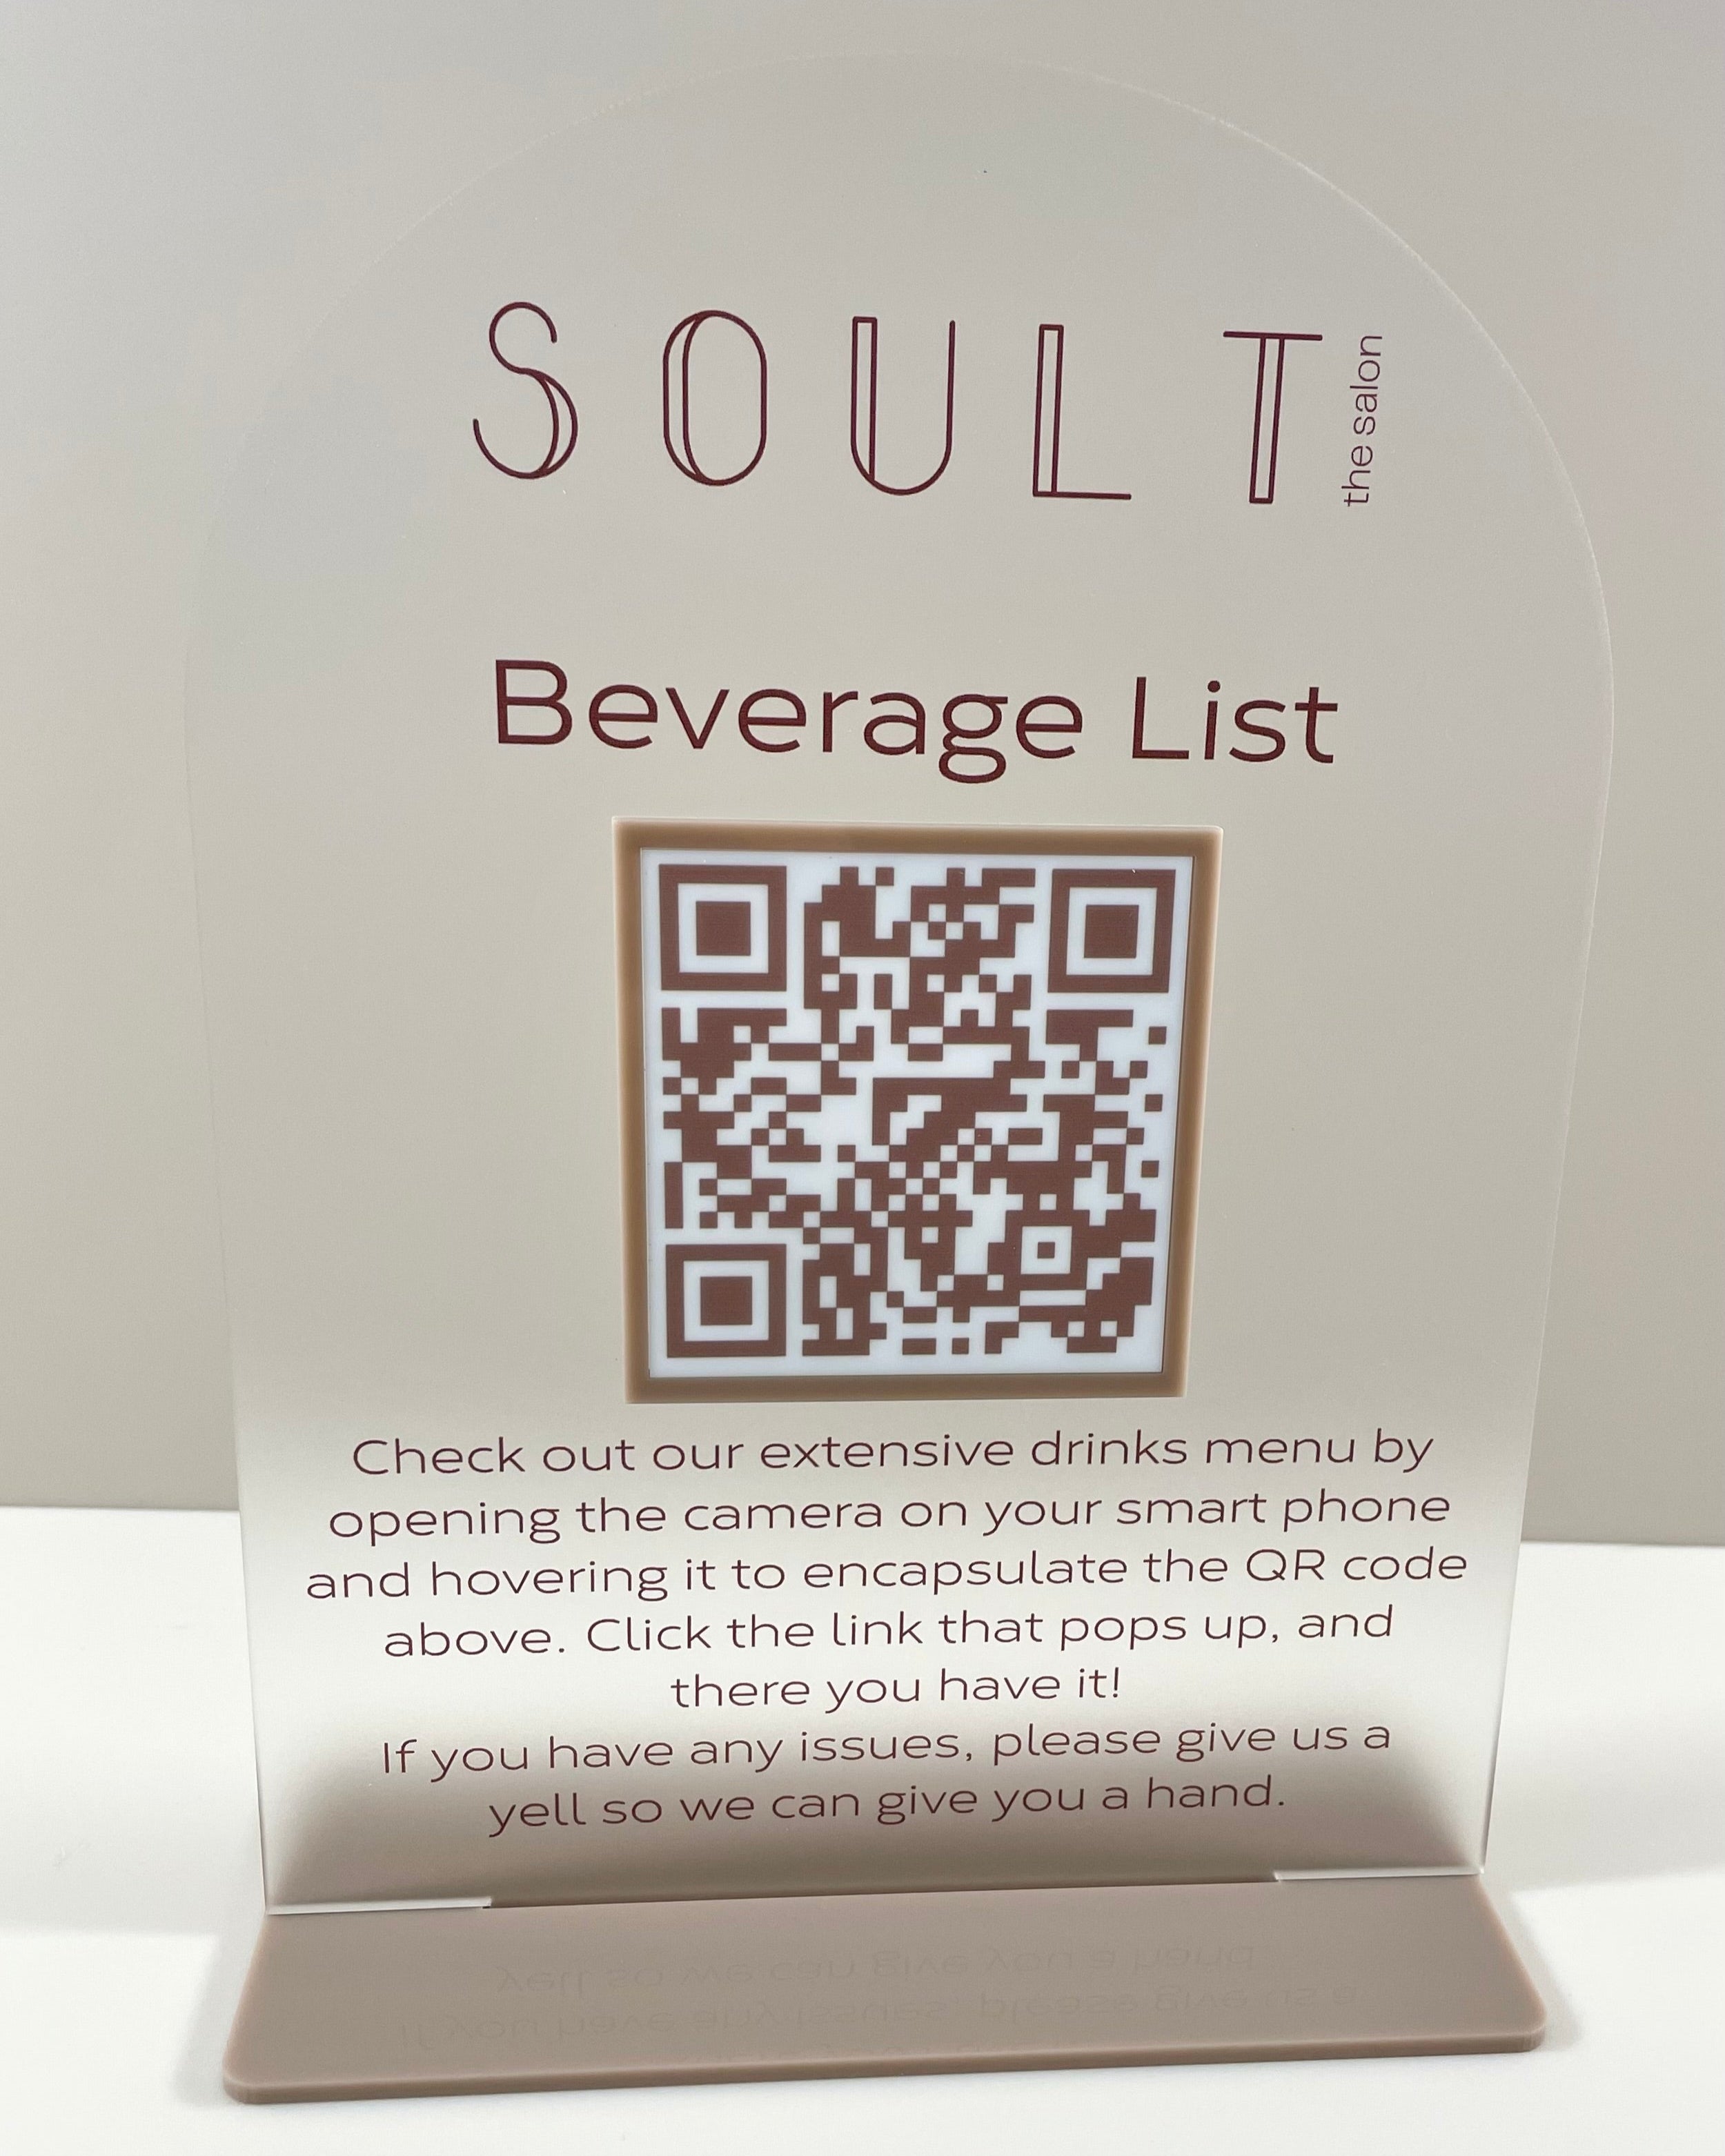 SOULT
the salon
Beverage List
Check out our extensive drinks menu by
opening the camera on your smart phone
and hovering it to encapsulate the QR code
above. Click the link that pops up, and
there you have it!
If you have any issues, please give us a
yell so we can give you a hand.